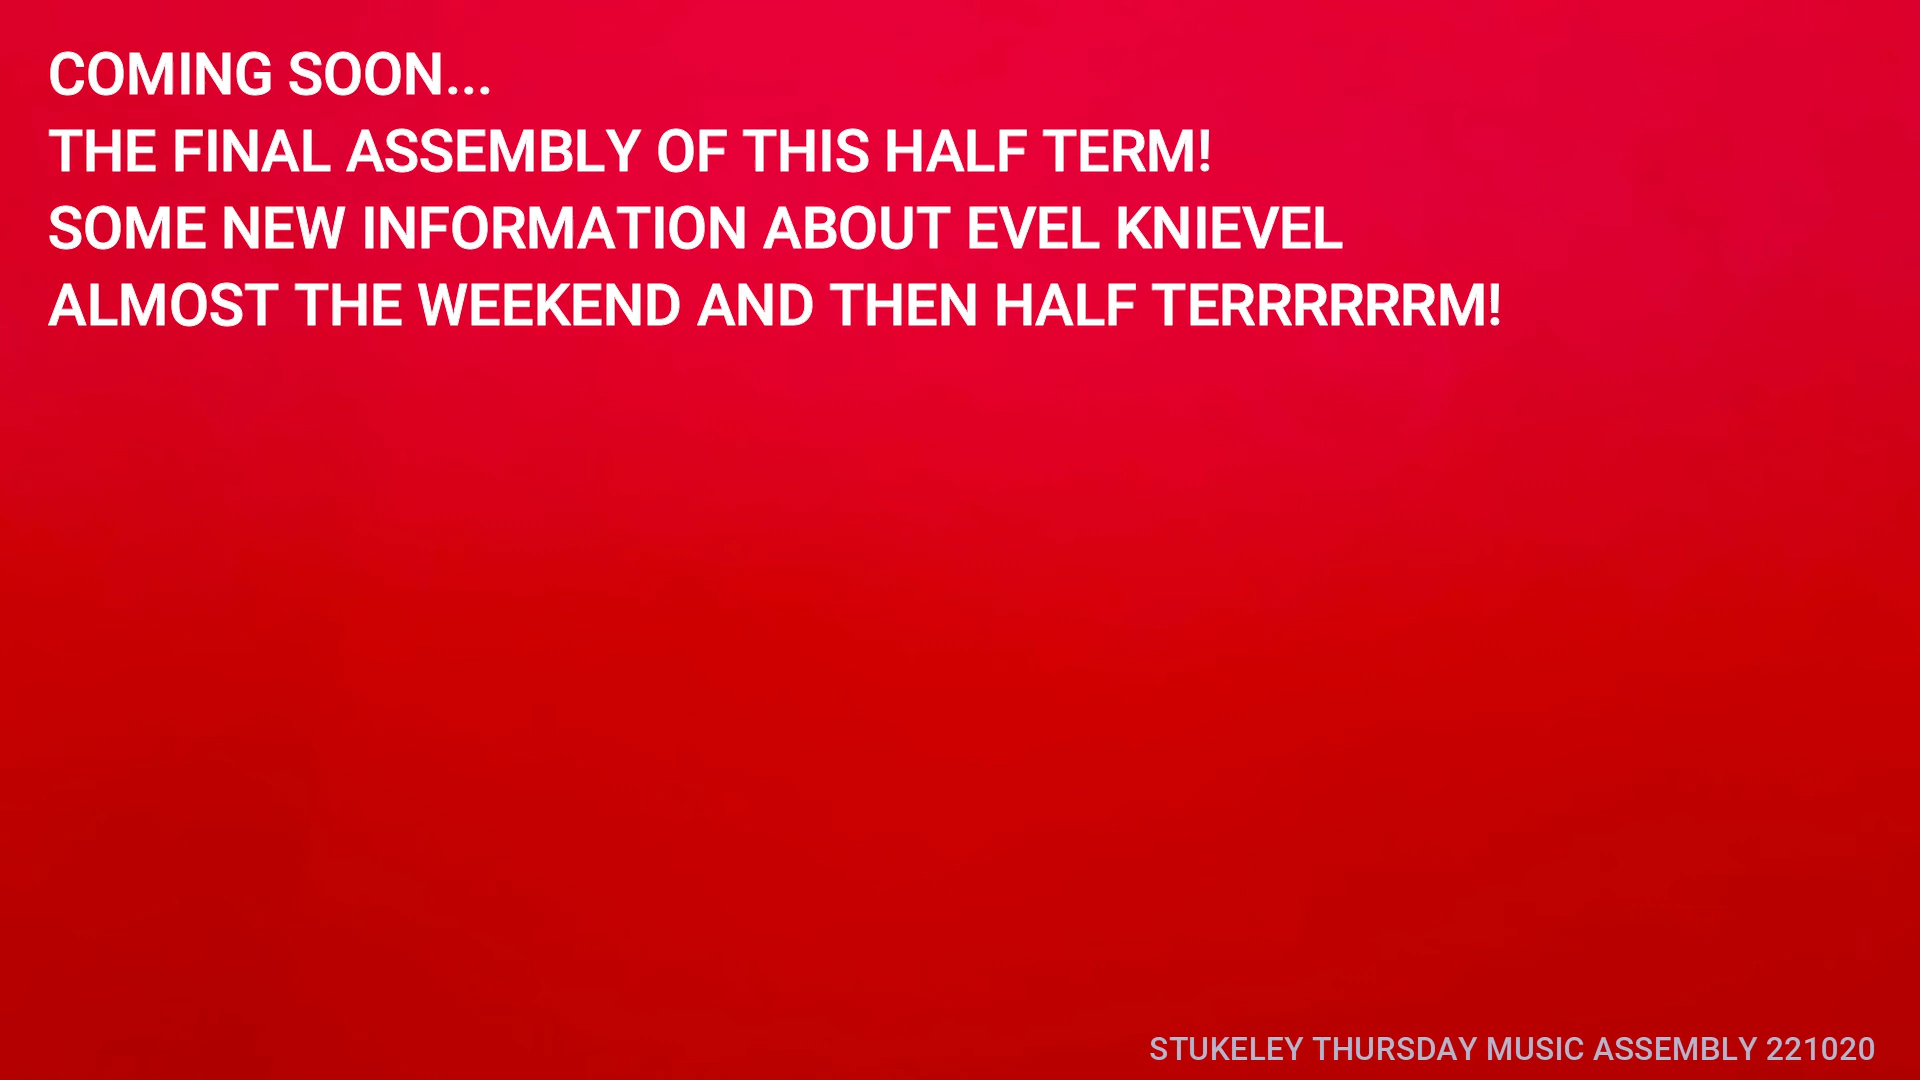 COMING SOON...
THE FINAL ASSEMBLY OF THIS HALF TERM!
SOME NEW INFORMATION ABOUT EVEL KNIEVEL
ALMOST THE WEEKEND AND THEN HALF TERRRRRRM!
STUKELEY THURSDAY MUSIC ASSEMBLY 221020